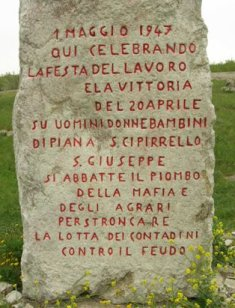 1 MAGGIO 1947
QUI CELEBRANDO
LA FESTA DEL LAVORO
E LA VITTORIA
DEL 20 APRILE
SU UOMINI DONNE BAMBINI
DI PIANA S. CIPIRRELLO
S. GIUSEPPE
SI ABBATTE IL PIOMBO
DELLA MAFIA E
DEGLI AGRARI
PER STRONCARE
LA LOTTA DEI CONTADINI
CONTRO IL FEUDO